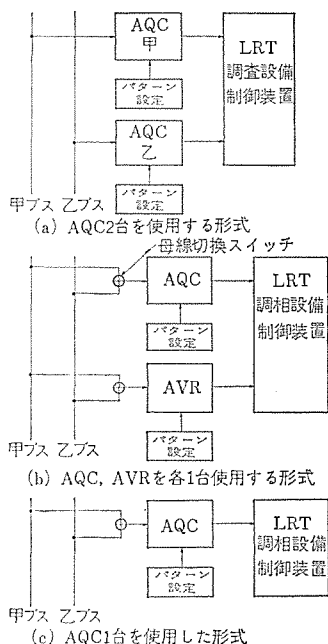 AQC
甲
LRT
調査設備
制御装置
パターン
設定
AQC
乙
パターン
設定
甲ブス 乙ブス
(a) AQC2台を使用する形式
母線切換スイッチ
AQC
LRT
調相設備
制御装置
パターン
設定
AVR
パターン
設定
甲ブス 乙ブス
(b) AQC, AVRを各1台使用する形式
AQC
LRT
調相設備
制御装置
パターン
設定
甲ブス 乙ブス
(c) AQC1台を使用した形式